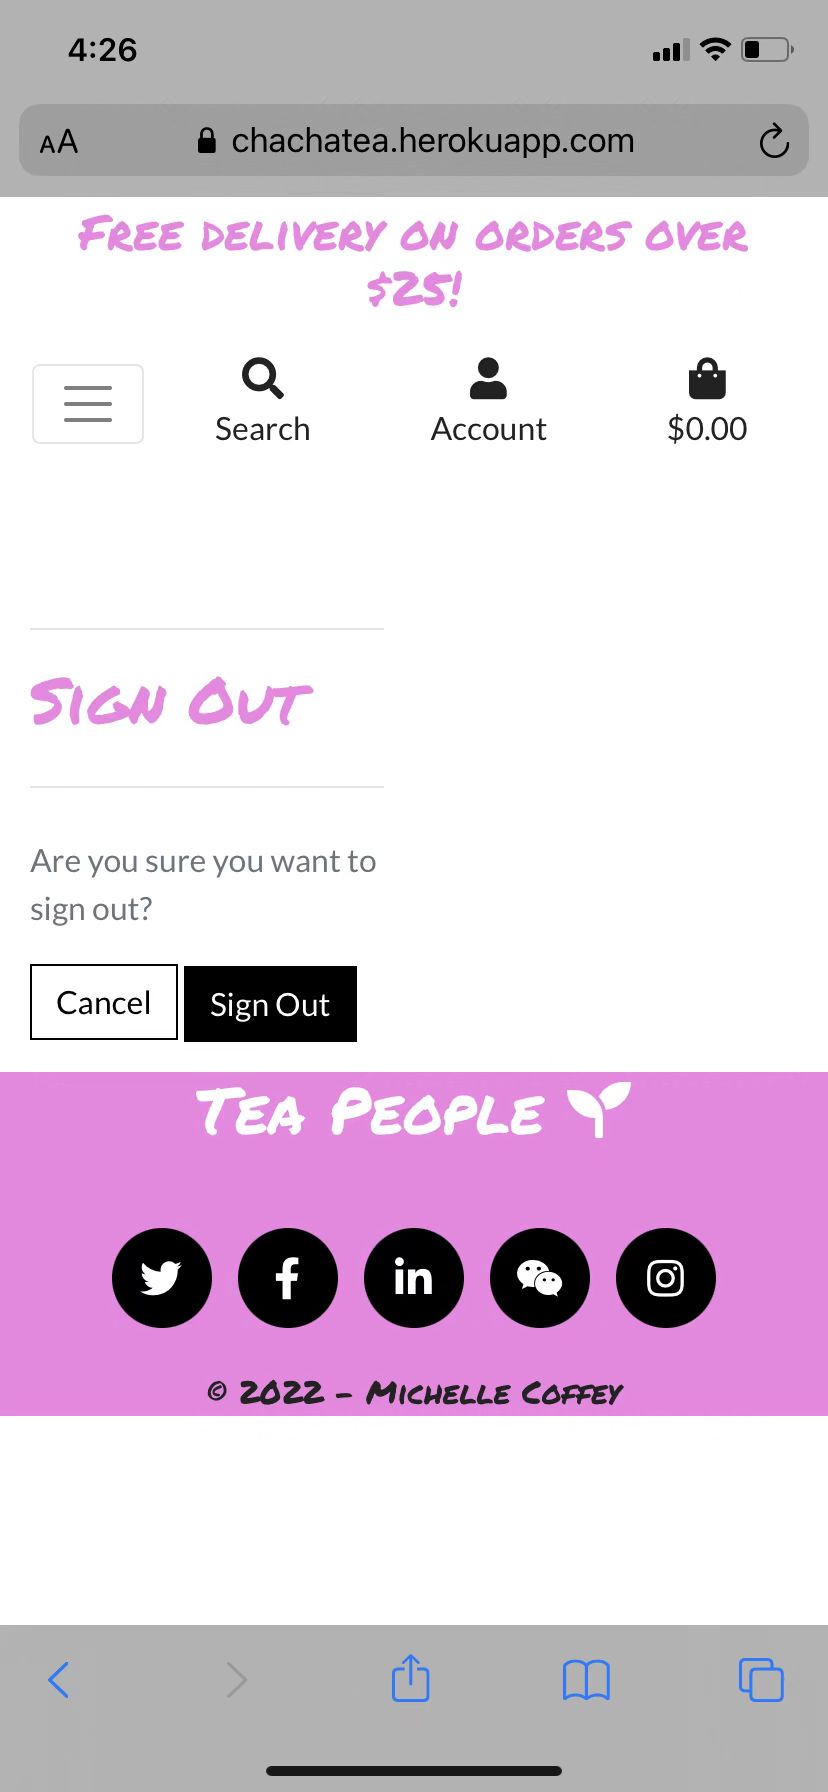 4:26
AA chachatea.herokuapp.com
Free delivery on orders over
$25!
Search Account $0.00
Sign Out
Are you sure you want to
sign out?
Cancel Sign Out
Tea People
© 2022 - Michelle Coffey